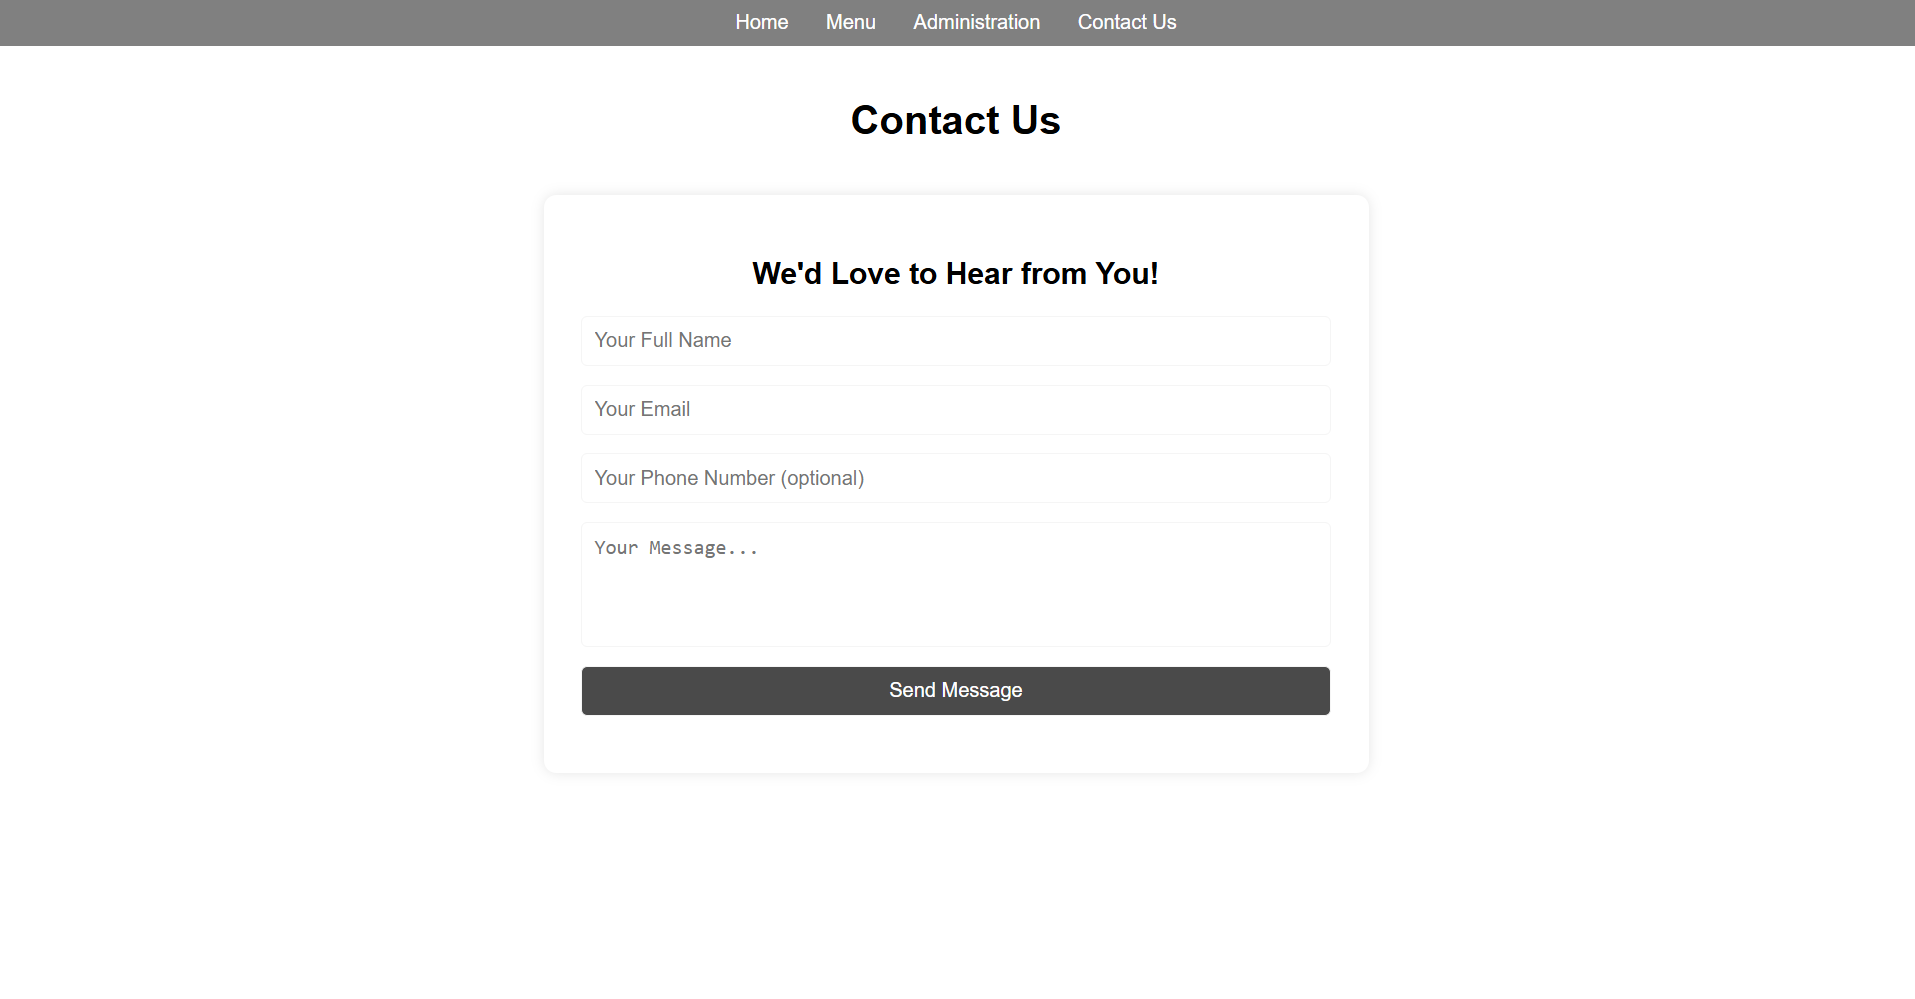 Home Menu Administration Contact Us
Contact Us
We'd Love to Hear from You!
Your Full Name
Your Email
Your Phone Number (optional)
Your Message...
Send Message